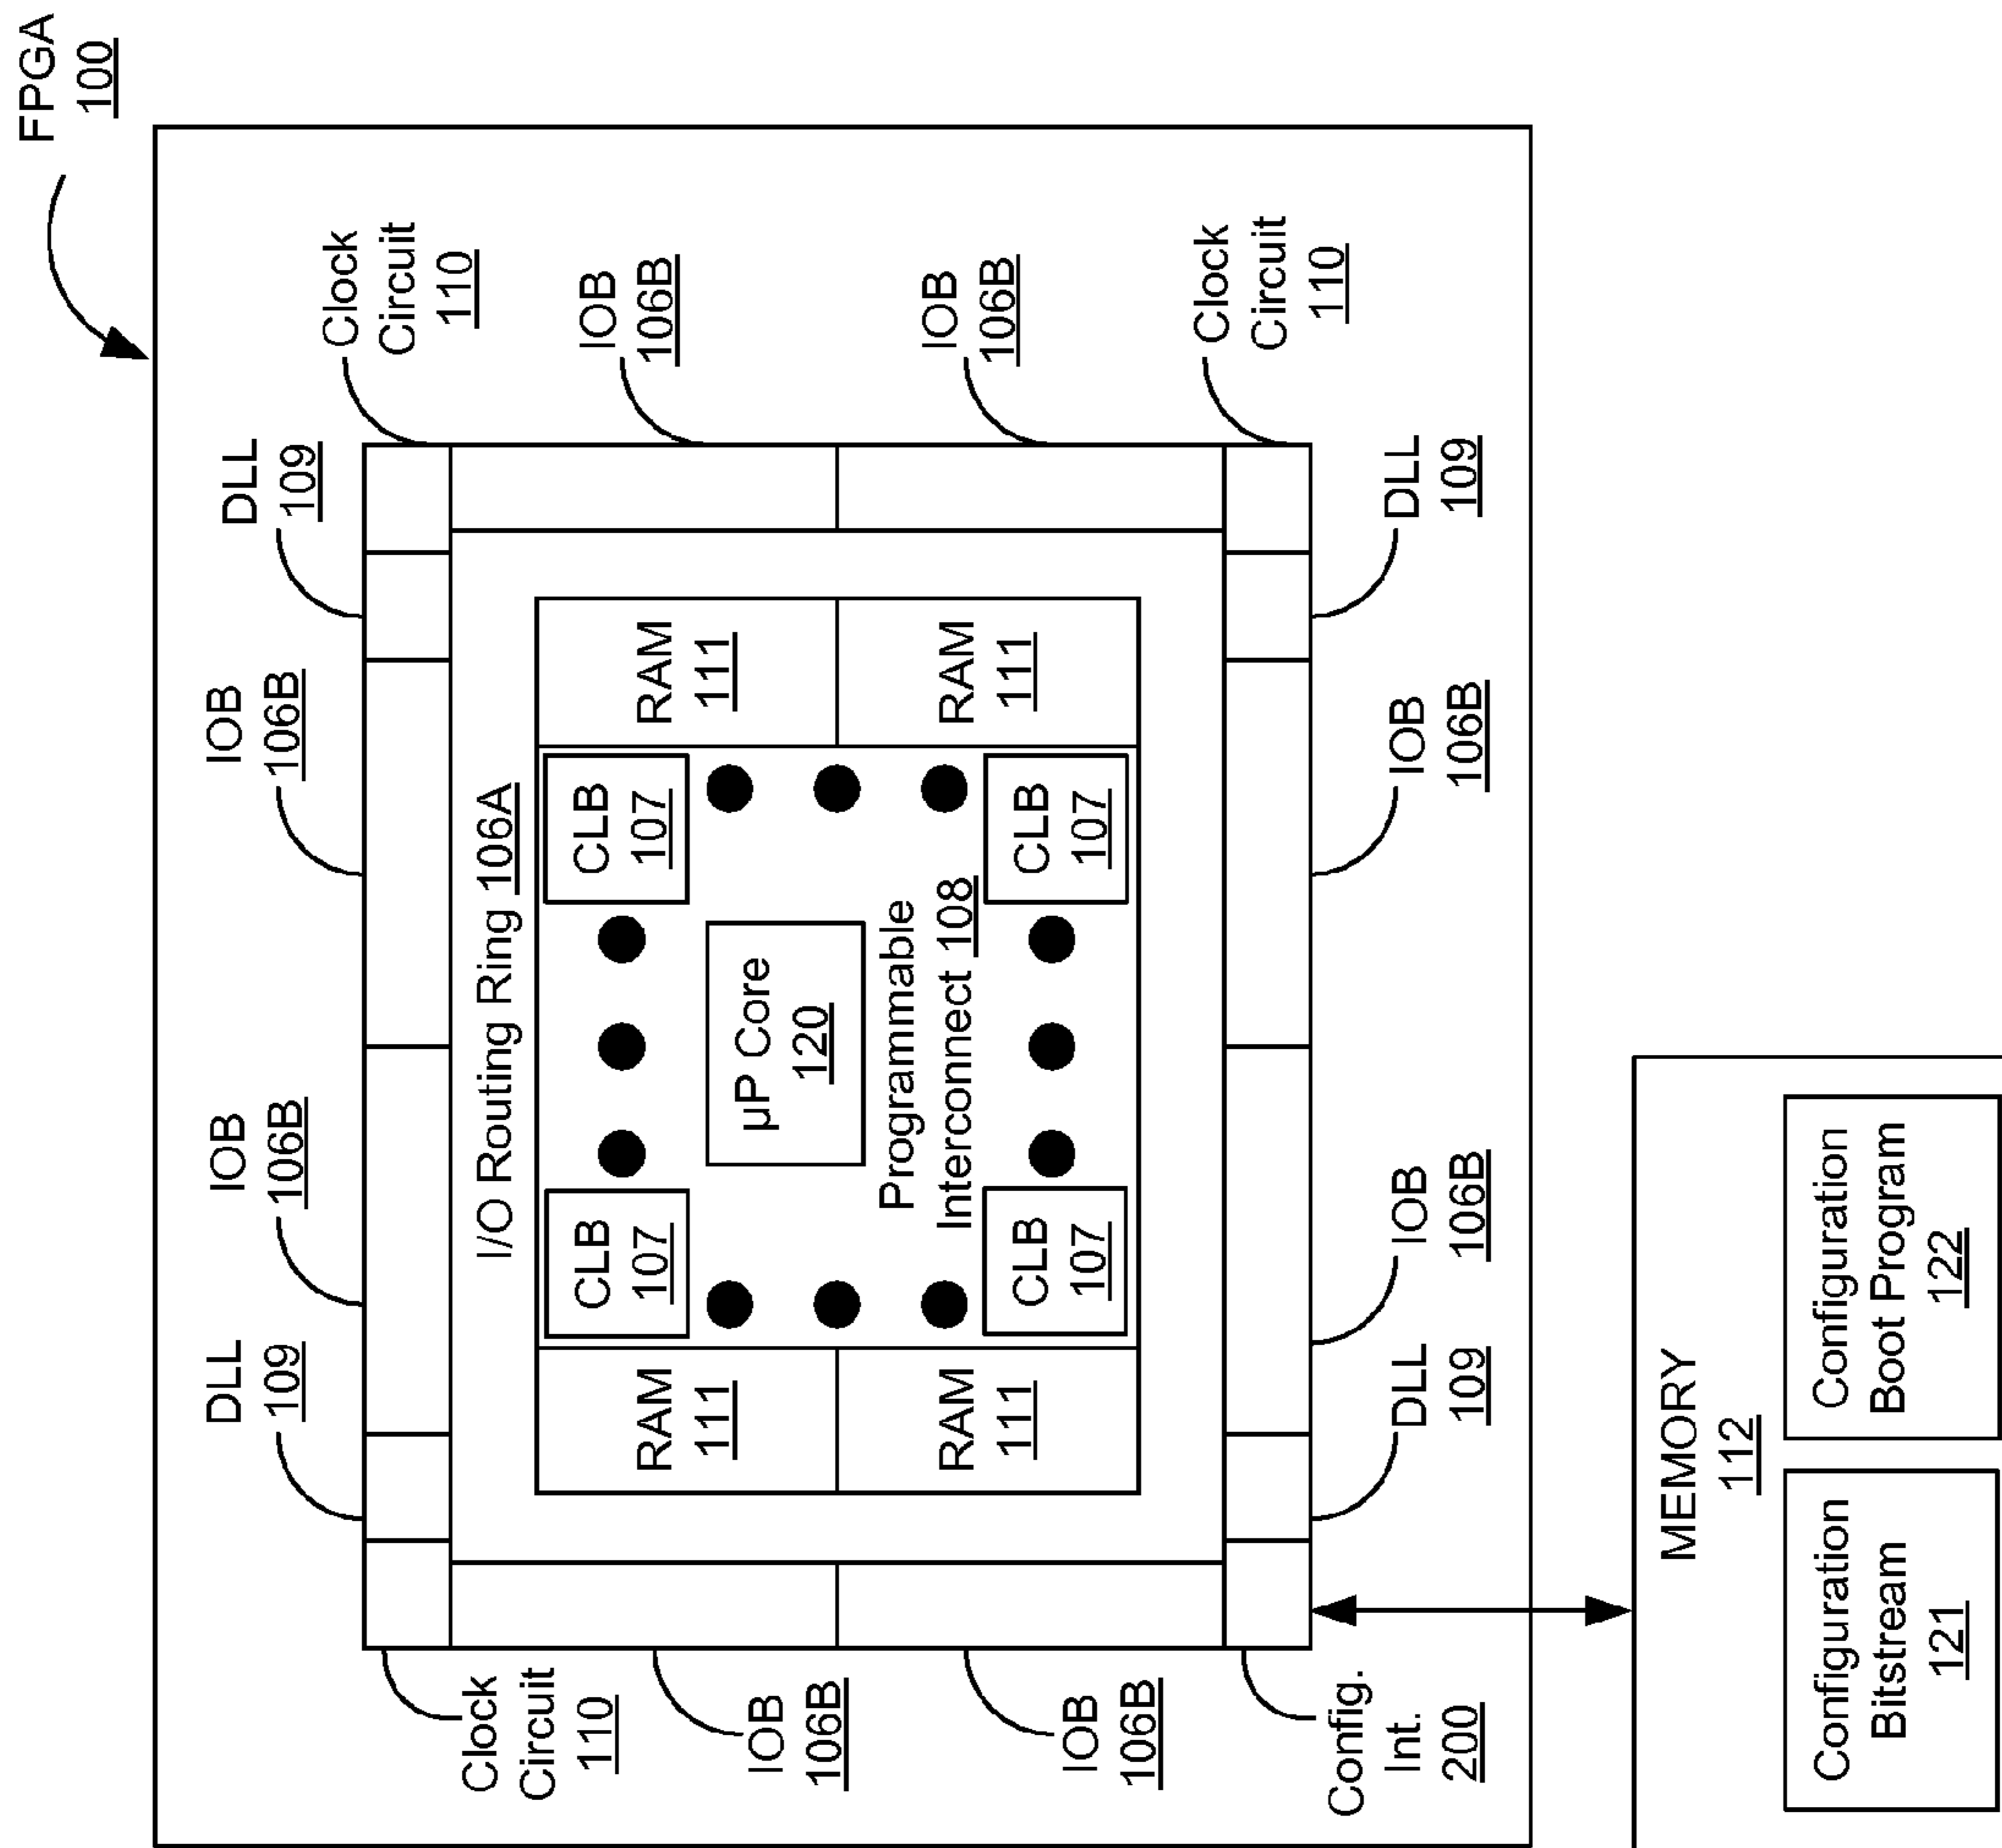 FPGA
100
DLL
109
IOB
106B
IOB
106B
DLL
109
Clock
Circuit
110
Clock
Circuit
110
I/O Routing Ring 106A
CLB
107
CLB
107
IOB
106B
RAM
111
RAM
111
µP Core
120
IOB
106B
Programmable
Interconnect 108
IOB
106B
RAM
111
RAM
111
CLB
107
CLB
107
IOB
106B
Clock
Circuit
110
Config.
Int.
200
DLL
109
IOB
106B
IOB
106B
DLL
109
MEMORY
112
Configuration
Bitstream
121
Configuration
Boot Program
122